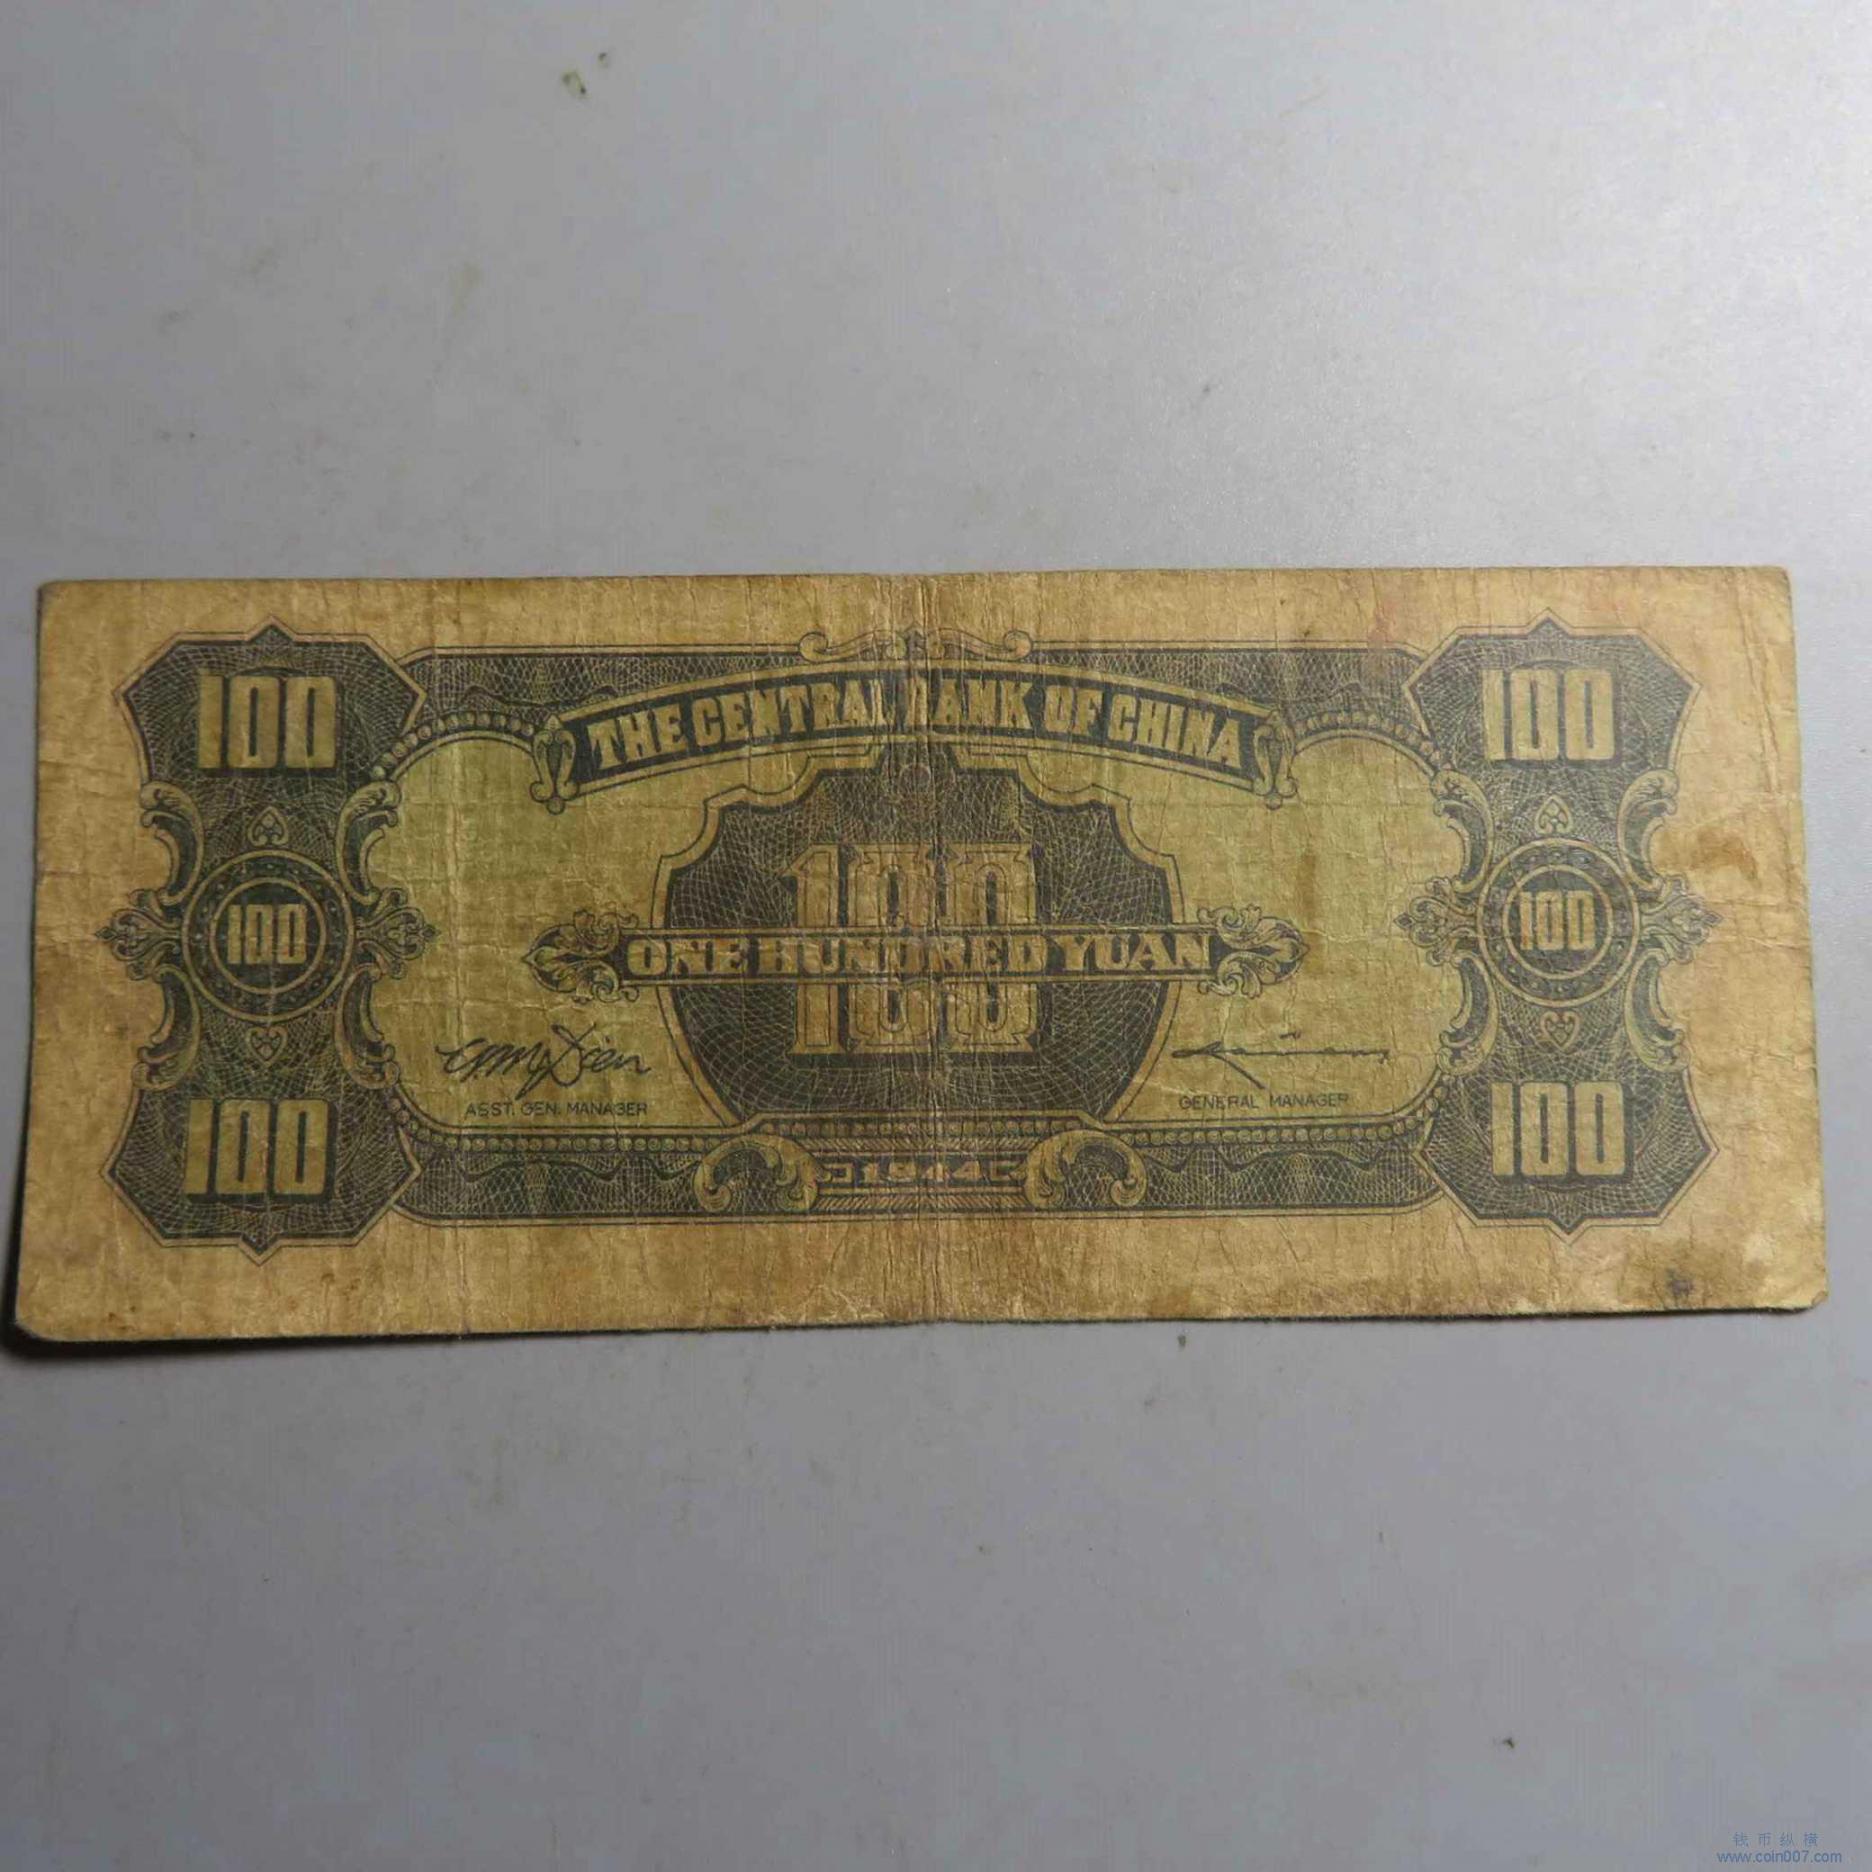 100
100
THE CENTRAL BANK OF CHINA
100
100
100
ONE HUNDRED YUAN
ASST. GEN. MANAGER
GENERAL MANAGER
100
1944
100
钱币纵横
www.coin007.com